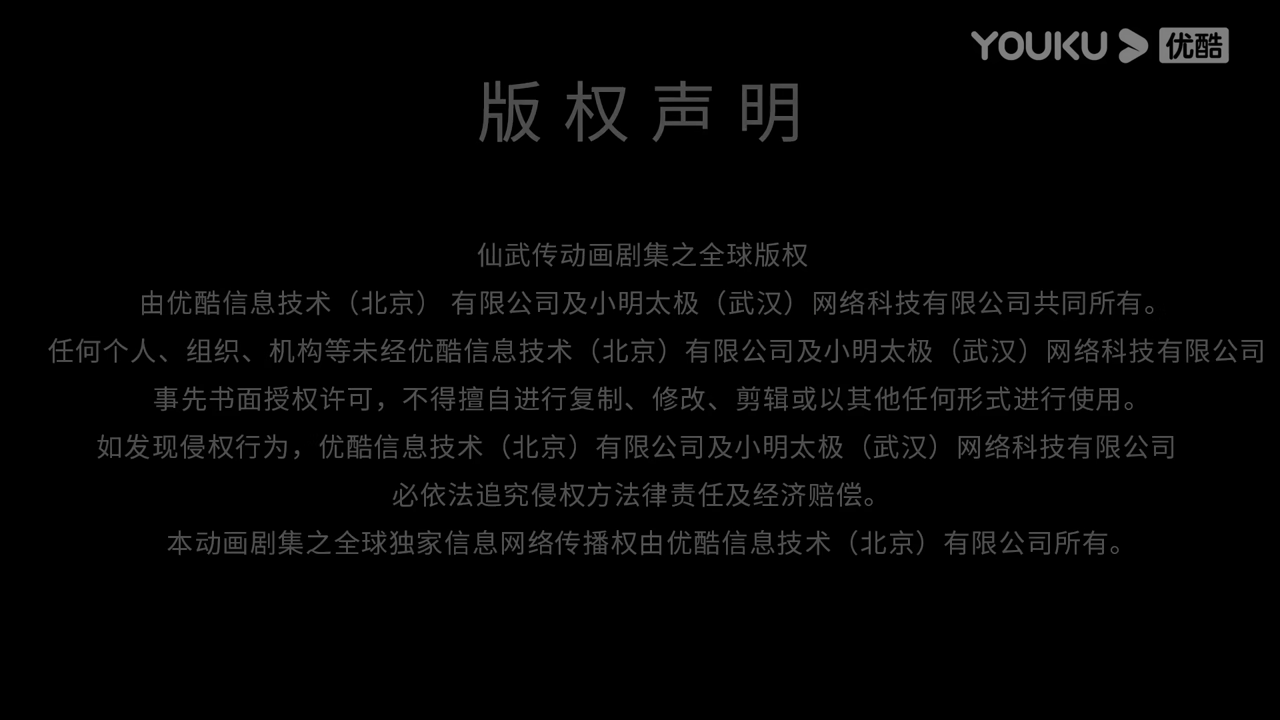 YOUKU 优酷
版权声明
仙武传动画剧集之全球版权
由优酷信息技术（北京） 有限公司及小明太极（武汉）网络科技有限公司共同所有。
任何个人、组织、机构等未经优酷信息技术（北京）有限公司及小明太极（武汉）网络科技有限公司
事先书面授权许可，不得擅自进行复制、修改、剪辑或以其他任何形式进行使用。
如发现侵权行为，优酷信息技术（北京）有限公司及小明太极（武汉）网络科技有限公司
必依法追究侵权方法律责任及经济赔偿。
本动画剧集之全球独家信息网络传播权由优酷信息技术（北京）有限公司所有。